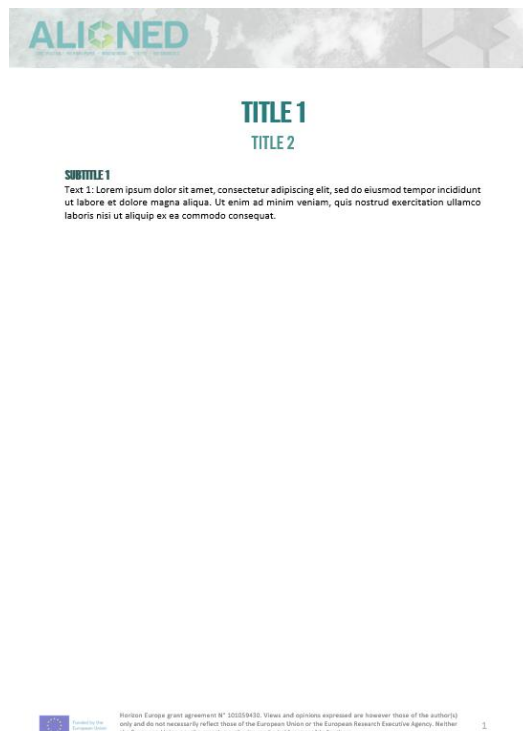 ALIGNED
TITLE 1
TITLE 2
SUBTITLE 1
Text 1: Lorem ipsum dolor sit amet, consectetur adipiscing elit, sed do eiusmod tempor incididunt
ut labore et dolore magna aliqua. Ut enim ad minim veniam, quis nostrud exercitation ullamco
laboris nisi ut aliquip ex ea commodo consequat.
Funded by the
European Union
Horizon Europe grant agreement N° 101059430. Views and opinions expressed are however those of the author(s)
only and do not necessarily reflect those of the European Union or the European Research Executive Agency. Neither
1